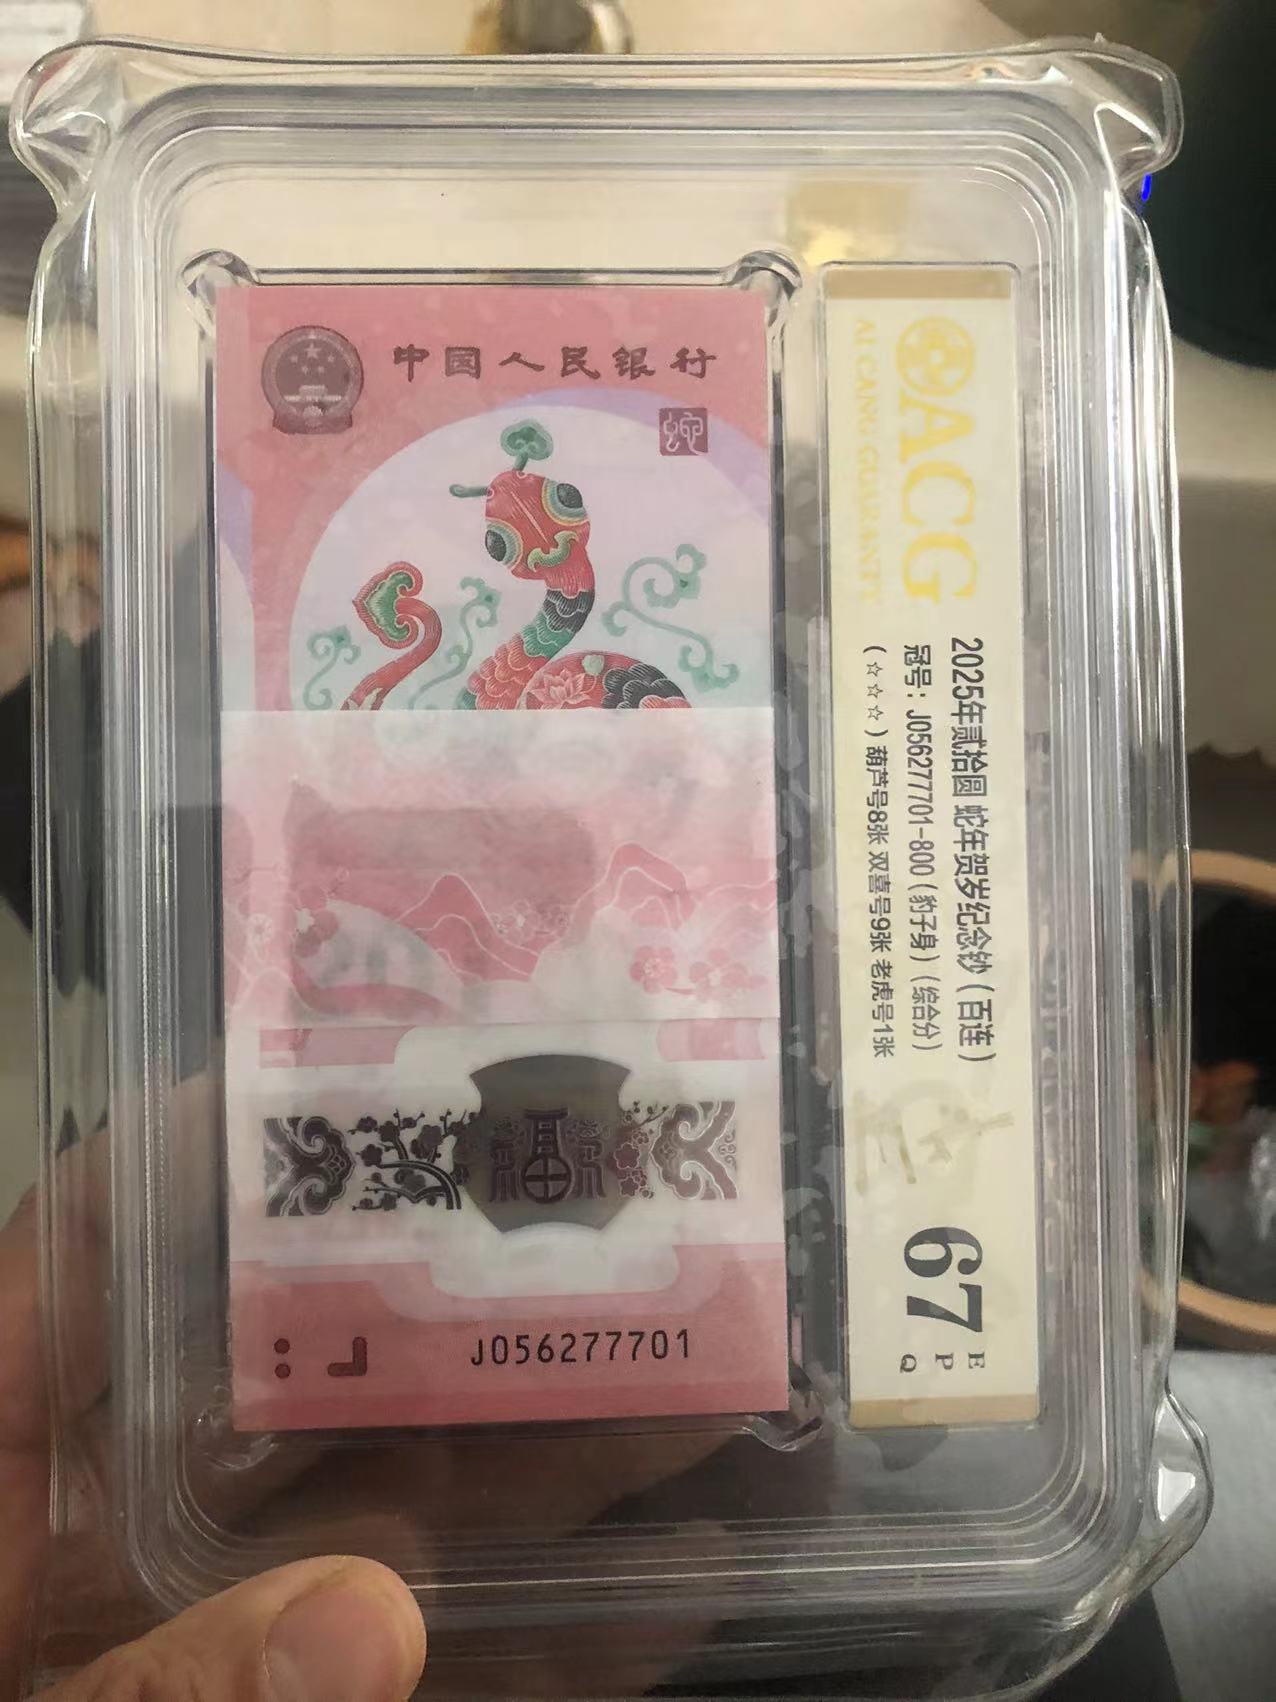 中国人民银行
蛇
福
J056277701
ACG
AI CANG GUARANTY
2025年贰拾圆 蛇年贺岁纪念钞（百连）
冠号：J056277701-800（豹子身）（综合分）
（☆☆☆）葫芦号8张 双喜号9张 老虎号1张
67
E
P
Q